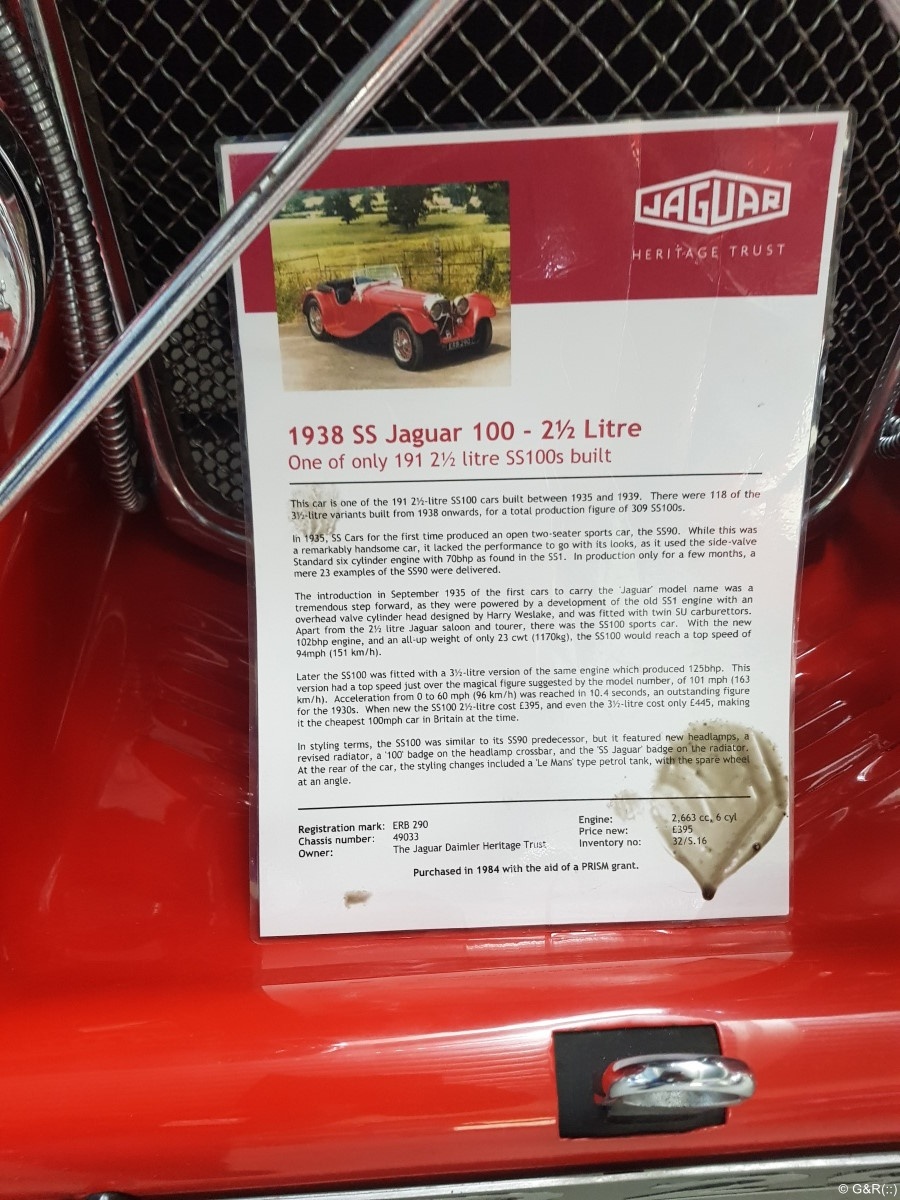 JAGUAR
HERITAGE TRUST
1938 SS Jaguar 100 - 2½ Litre
One of only 191 2½ litre SS100s built
This car is one of the 191 2½-litre SS100 cars built between 1935 and 1939. There were 118 of the
3½-litre variants built from 1938 onwards, for a total production figure of 309 SS100s.
In 1935, SS Cars for the first time produced an open two-seater sports car, the SS90. While this was
a remarkably handsome car, it lacked the performance to go with its looks, as it used the side-valve
Standard six cylinder engine with 70bhp as found in the SS1. In production only for a few months, a
mere 23 examples of the SS90 were delivered.
The introduction in September 1935 of the first cars to carry the 'Jaguar' model name was a
tremendous step forward, as they were powered by a development of the old SS1 engine with an
overhead valve cylinder head designed by Harry Weslake, and was fitted with twin SU carburettors.
Apart from the 2½ litre Jaguar saloon and tourer, there was the SS100 sports car. With the new
102bhp engine, and an all-up weight of only 23 cwt (1170kg), the SS100 would reach a top speed of
94mph (151 km/h).
Later the SS100 was fitted with a 3½-litre version of the same engine which produced 125bhp. This
version had a top speed just over the magical figure suggested by the model number, of 101 mph (163
km/h). Acceleration from 0 to 60 mph (96 km/h) was reached in 10.4 seconds, an outstanding figure
for the 1930s. When new the SS100 2½-litre cost £395, and even the 3½-litre cost only £445, making
it the cheapest 100mph car in Britain at the time.
In styling terms, the SS100 was similar to its SS90 predecessor, but it featured new headlamps, a
revised radiator, a '100' badge on the headlamp crossbar, and the 'SS Jaguar' badge on the radiator.
At the rear of the car, the styling changes included a 'Le Mans' type petrol tank, with the spare wheel
at an angle.
Registration mark: ERB 290
Chassis number: 49033
Owner: The Jaguar Daimler Heritage Trust
Engine: 2,663 cc, 6 cyl
Price new: £395
Inventory no: 32/S.16
Purchased in 1984 with the aid of a PRISM grant.
© G&R(::)